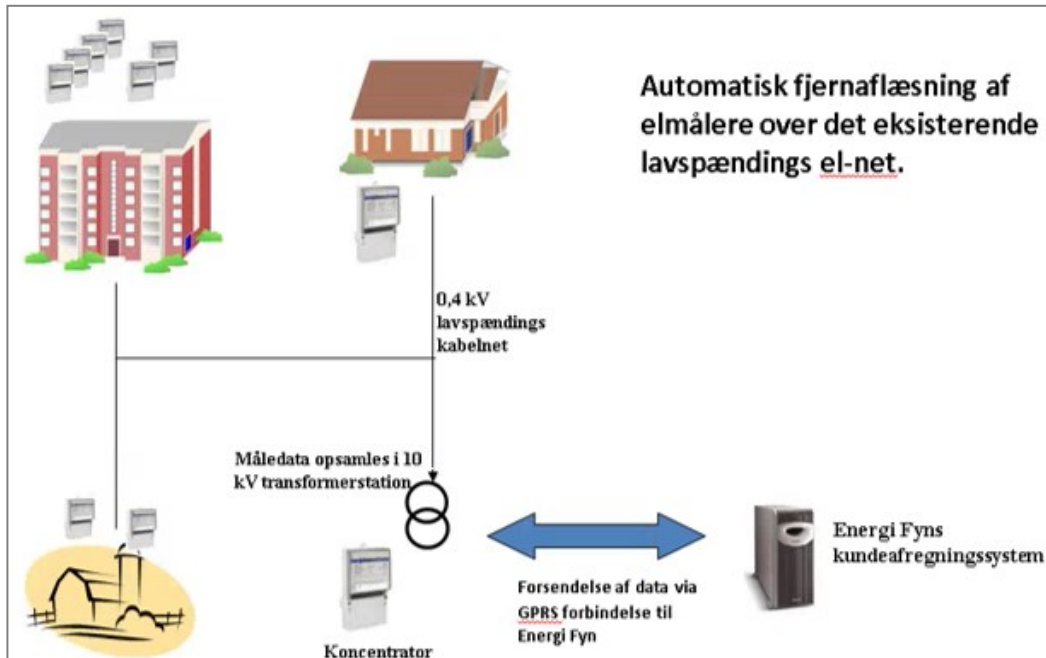 Automatisk fjernaflæsning af
elmålere over det eksisterende
lavspændings el-net.
0,4 kV
lavspændings
kabelnet
Måledata opsamles i 10
kV transformerstation
Energi Fyns
kundeafregningssystem
Forsendelse af data via
GPRS forbindelse til
Energi Fyn
Koncentrator